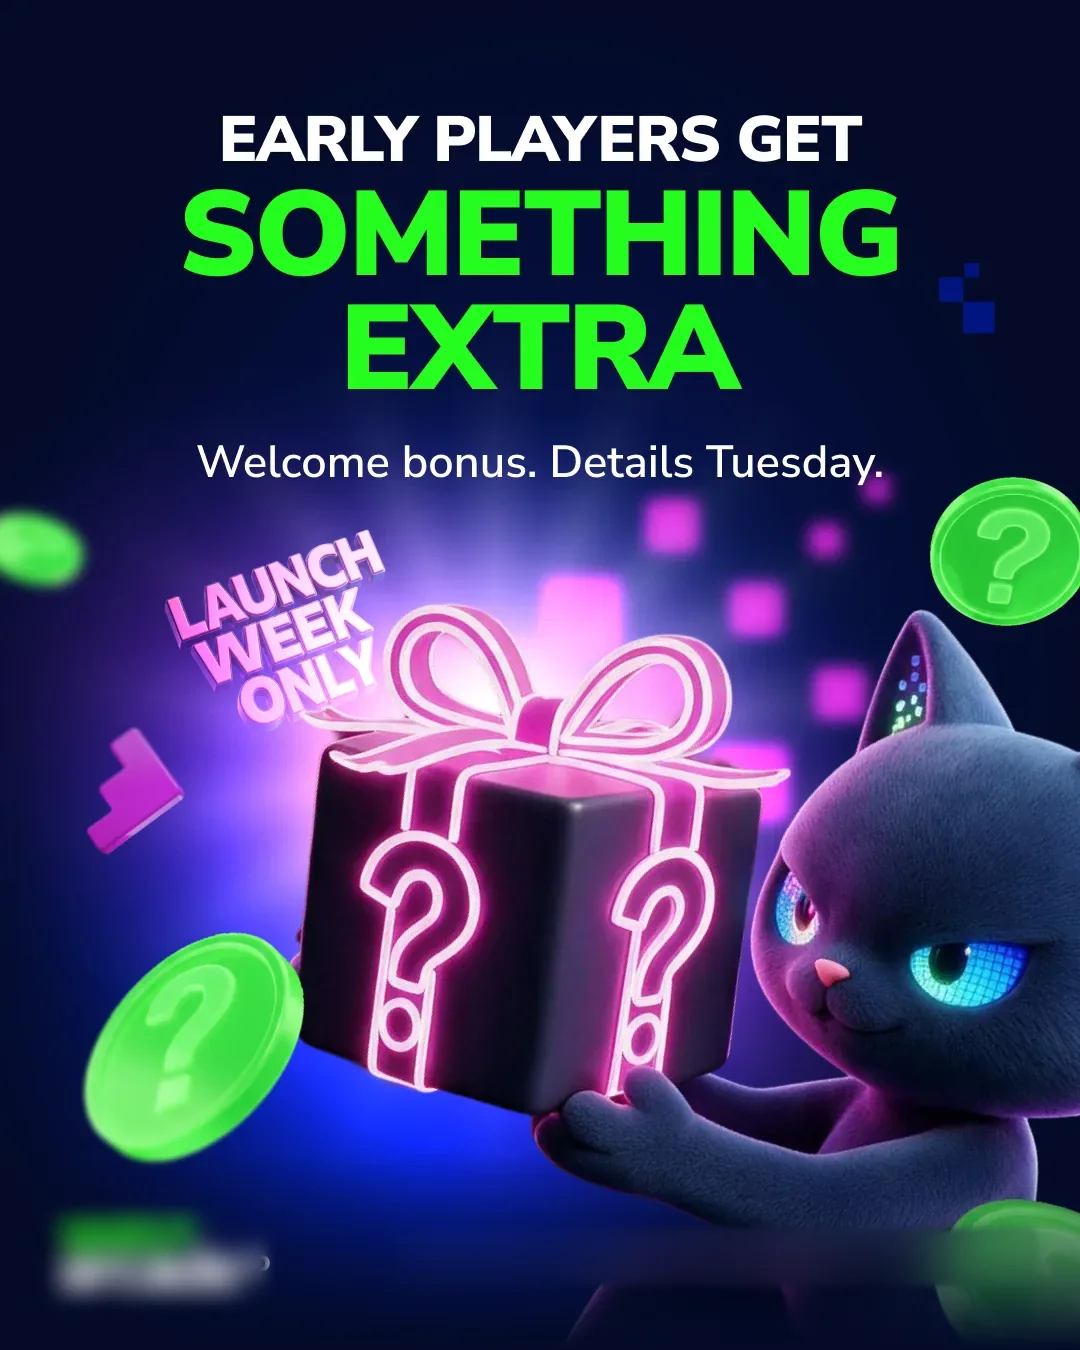 EARLY PLAYERS GET
SOMETHING
EXTRA
Welcome bonus. Details Tuesday.
LAUNCH
WEEK
ONLY
?
?
?
?